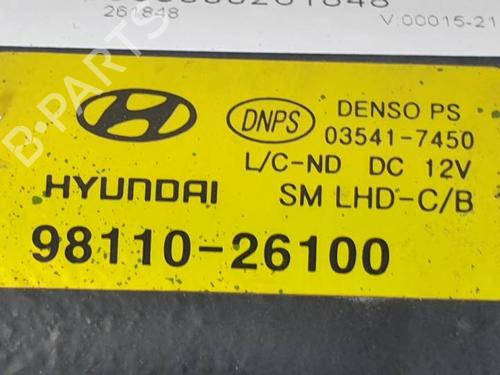 261848
V:00015-21
DNPS
DENSO PS
03541-7450
L/C-ND DC 12V
HYUNDAI
SM LHD-C/B
98110-26100
B-PARTS